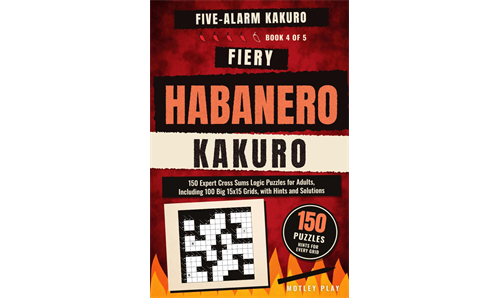 FIVE-ALARM KAKURO
BOOK 4 OF 5
FIERY
HABANERO
KAKURO
150 Expert Cross Sums Logic Puzzles for Adults,
Including 100 Big 15x15 Grids, with Hints and Solutions
150
PUZZLES
HINTS FOR
EVERY GRID
MOTLEY PLAY